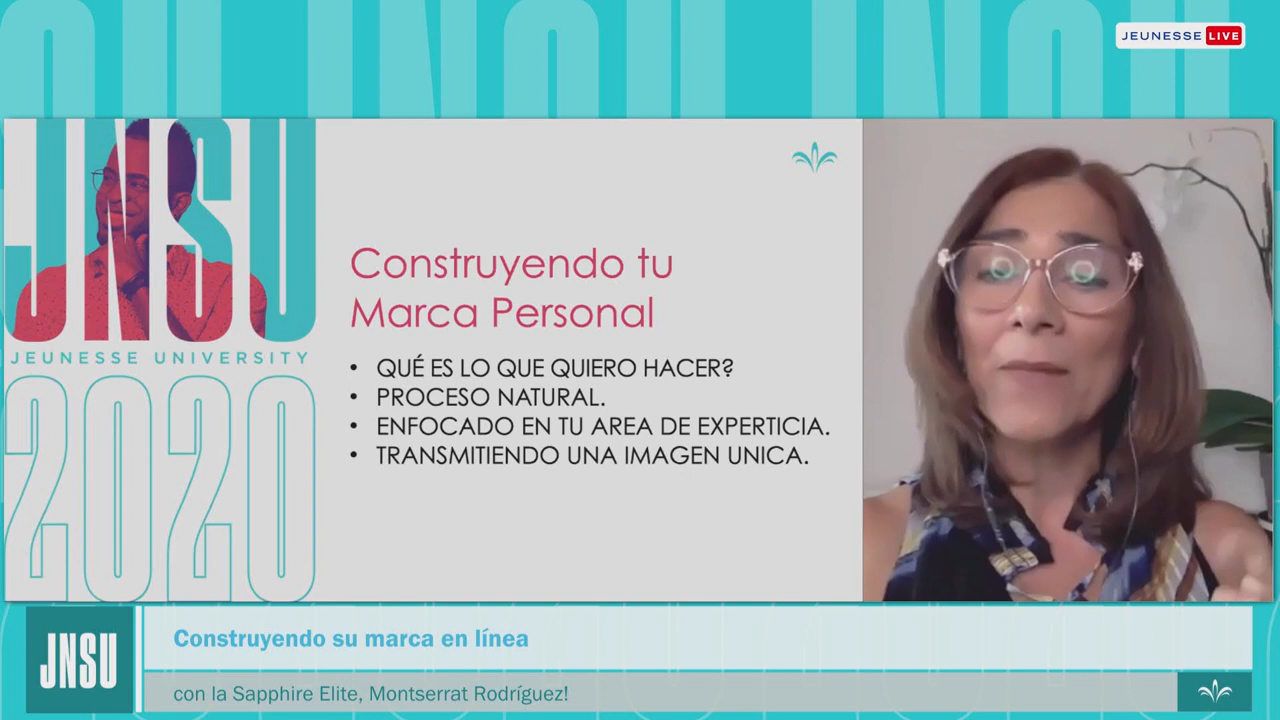 JEUNESSE LIVE
JNSU
JEUNESSE UNIVERSITY
2020
Construyendo tu
Marca Personal
• QUÉ ES LO QUE QUIERO HACER?
• PROCESO NATURAL.
• ENFOCADO EN TU AREA DE EXPERTICIA.
• TRANSMITIENDO UNA IMAGEN UNICA.
JNSU
Construyendo su marca en línea
con la Sapphire Elite, Montserrat Rodríguez!